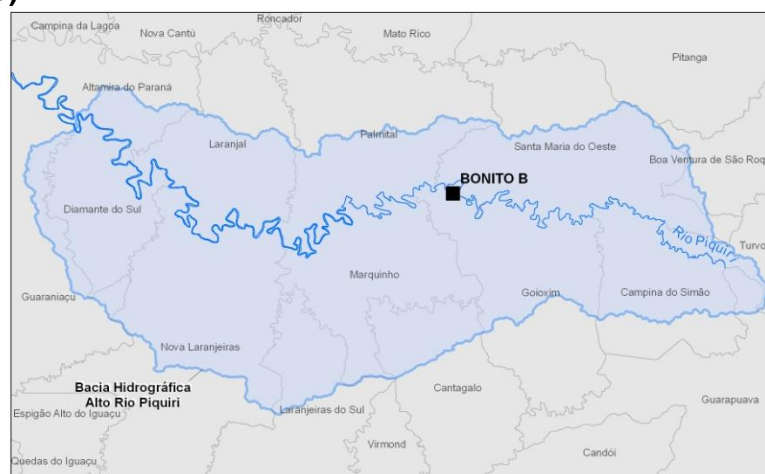 Campina da Lagoa
Roncador
Nova Cantú
Mato Rico
Pitanga
Altamira do Paraná
Laranjal
Palmital
Santa Maria do Oeste
Boa Ventura de São Roq
BONITO B
Diamante do Sul
Rio Piquiri
Turvo
Guaraniaçu
Marquinho
Goioxim
Campina do Simão
Nova Laranjeiras
Bacia Hidrográfica
Alto Rio Piquiri
Cantagalo
Guarapuava
Espigão Alto do Iguaçu
Laranjeiras do Sul
Virmond
Candói
Quedas do Iguaçu